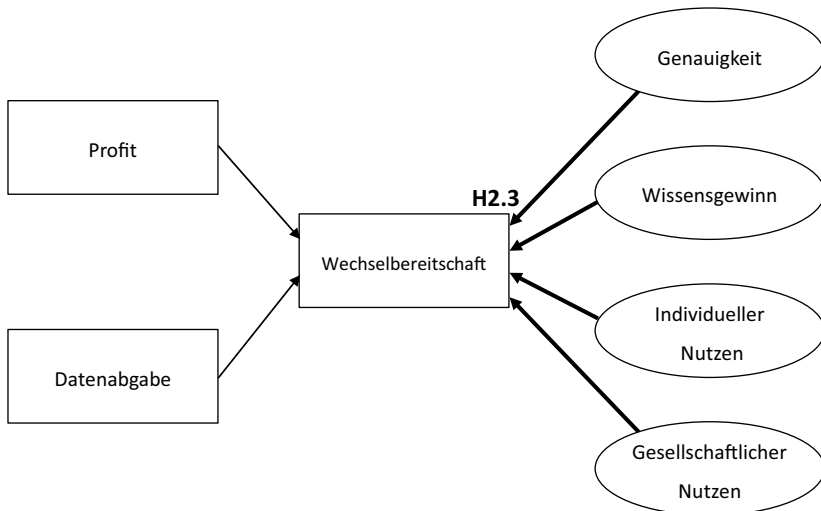 Profit
Datenabgabe
Wechselbereitschaft
H2.3
Genauigkeit
Wissensgewinn
Individueller
Nutzen
Gesellschaftlicher
Nutzen